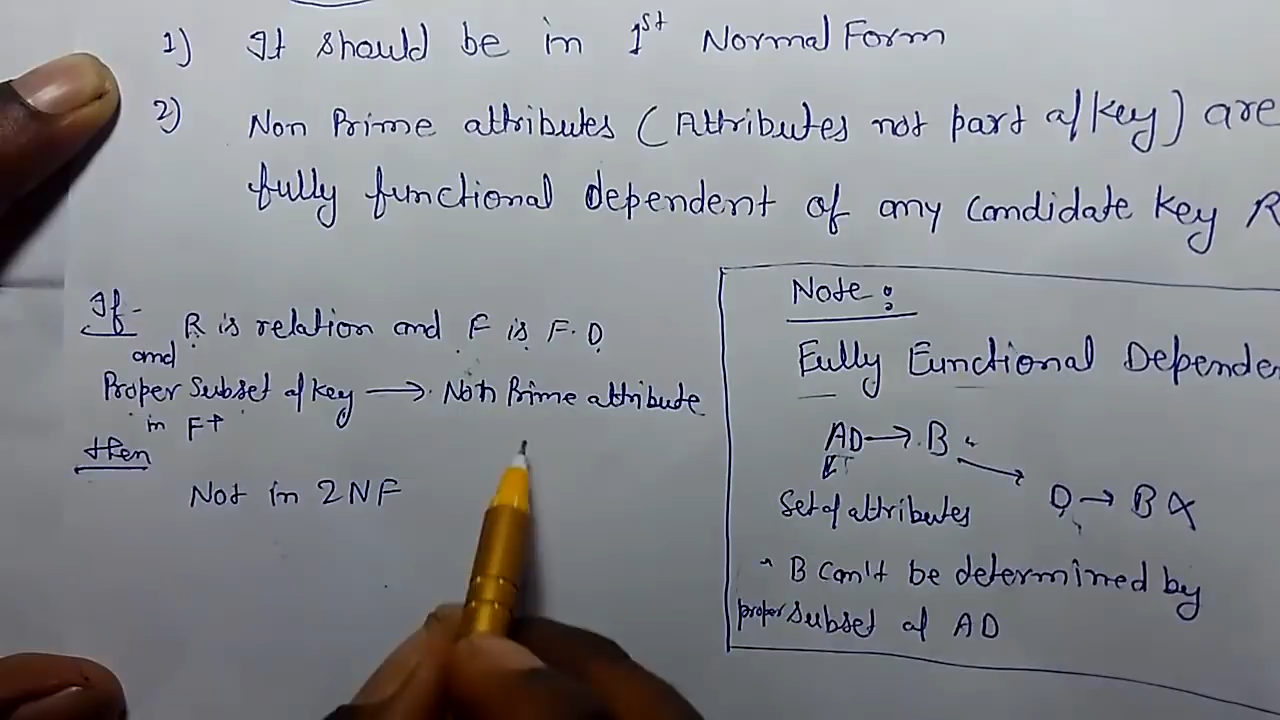 1) It should be in 1st Normal Form
2) Non Prime attributes (Attributes not part of key) are
fully functional dependent of any candidate key R
If
R is relation and F is F.D
and
Proper Subset of key → Non Prime attribute
in F+
then
Not in 2NF
Note:
Fully Functional Depende
AD → B
D → B X
Set of attributes
B can't be determined by
proper subset of AD